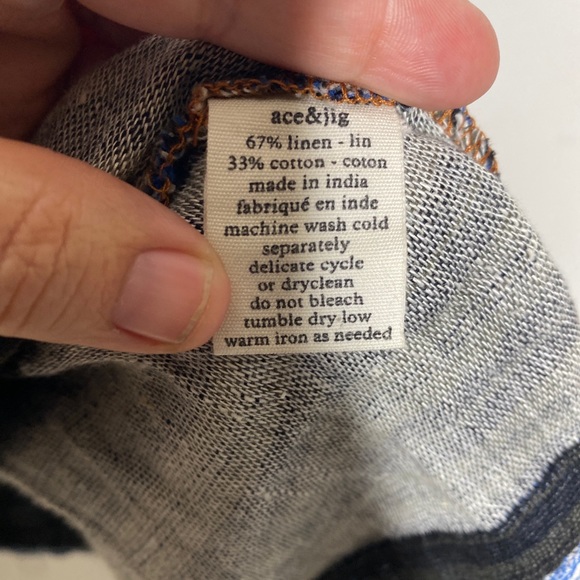 ace&jig
67% linen - lin
33% cotton - coton
made in india
fabriqué en inde
machine wash cold
separately
delicate cycle
or dryclean
do not bleach
tumble dry low
warm iron as needed